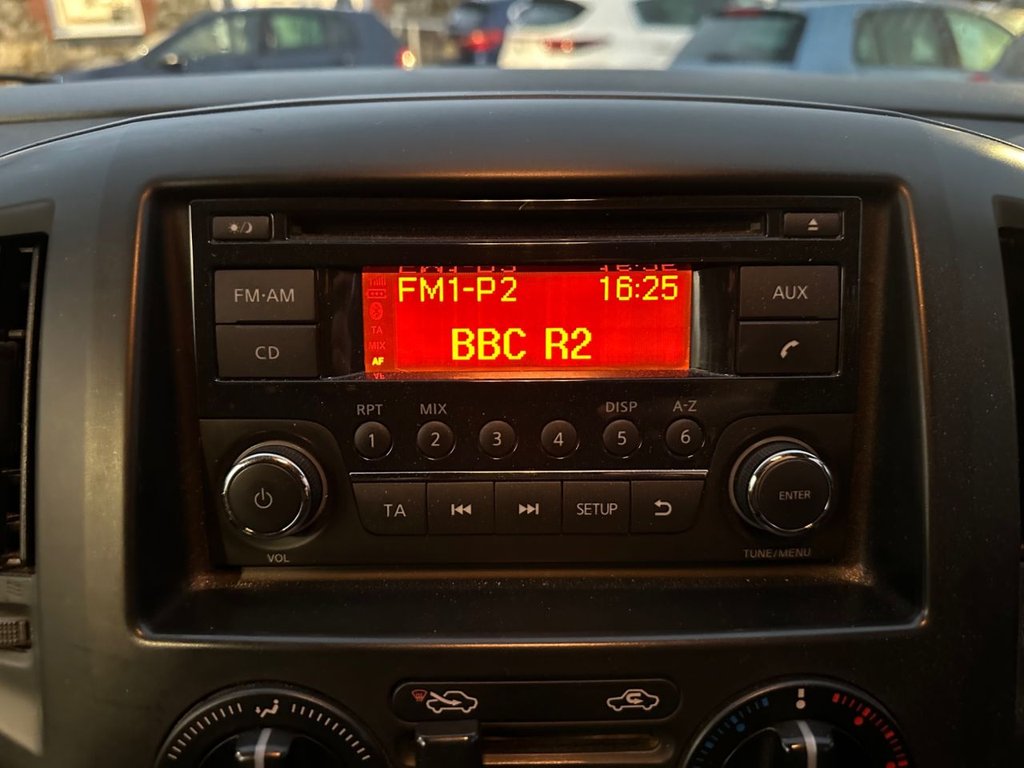 FM1-P2 16:25
BBC R2
TA
MIX
AF
FM·AM
CD
AUX
RPT MIX DISP A-Z
1 2 3 4 5 6
TA SETUP
ENTER
VOL
TUNE/MENU